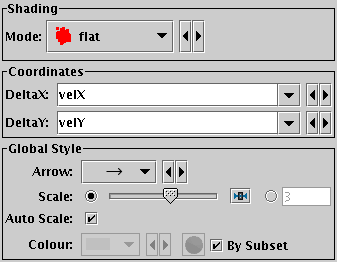 Shading
Mode: flat
Coordinates
DeltaX: velX
DeltaY: velY
Global Style
Arrow:
Scale: 3
Auto Scale:
Colour: By Subset